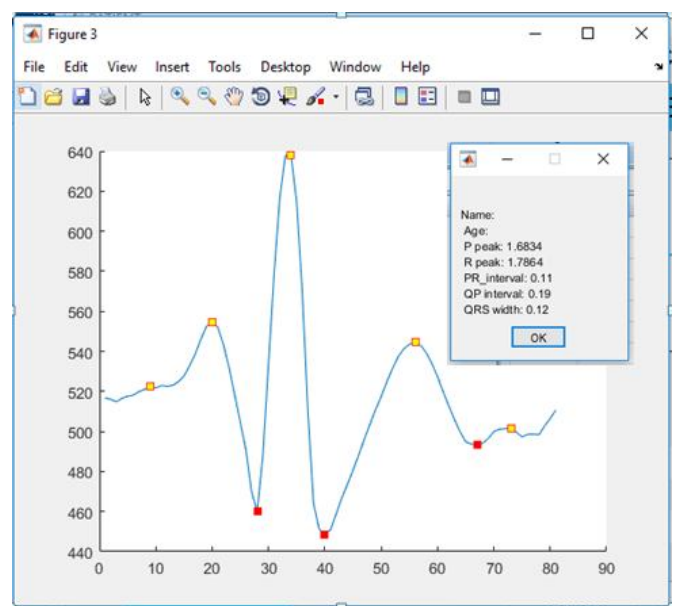 Figure 3
File Edit View Insert Tools Desktop Window Help
640
620
600
580
560
540
520
500
480
460
440
0 10 20 30 40 50 60 70 80 90
Name:
Age:
P peak: 1.6834
R peak: 1.7864
PR_interval: 0.11
QP interval: 0.19
QRS width: 0.12
OK